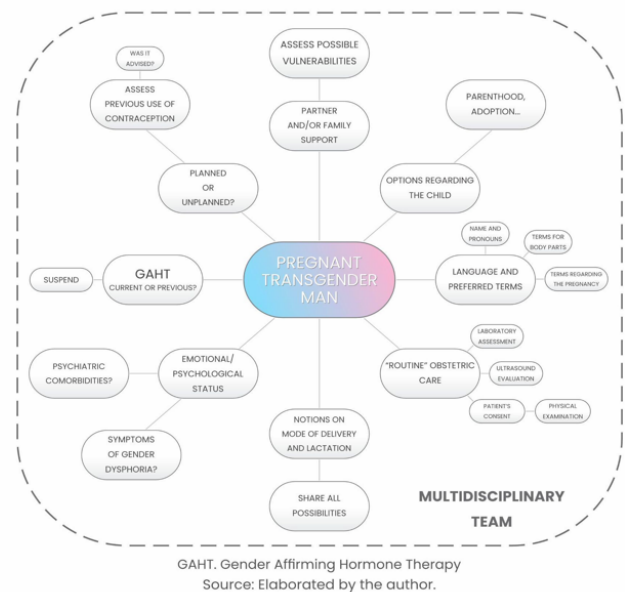 WAS IT
ADVISED?
ASSESS
PREVIOUS USE OF
CONTRACEPTION
PLANNED
OR
UNPLANNED?
ASSESS POSSIBLE
VULNERABILITIES
PARTNER
AND/OR FAMILY
SUPPORT
PARENTHOOD,
ADOPTION...
OPTIONS REGARDING
THE CHILD
PREGNANT
TRANSGENDER
MAN
NAME AND
PRONOUNS
TERMS FOR
BODY PARTS
LANGUAGE AND
PREFERRED TERMS
TERMS REGARDING
THE PREGNANCY
SUSPEND
GAHT
CURRENT OR PREVIOUS?
PSYCHIATRIC
COMORBIDITIES?
EMOTIONAL/
PSYCHOLOGICAL
STATUS
SYMPTOMS
OF GENDER
DYSPHORIA?
"ROUTINE" OBSTETRIC
CARE
LABORATORY
ASSESSMENT
ULTRASOUND
EVALUATION
PATIENT'S
CONSENT
PHYSICAL
EXAMINATION
NOTIONS ON
MODE OF DELIVERY
AND LACTATION
SHARE ALL
POSSIBILITIES
MULTIDISCIPLINARY
TEAM
GAHT. Gender Affirming Hormone Therapy
Source: Elaborated by the author.